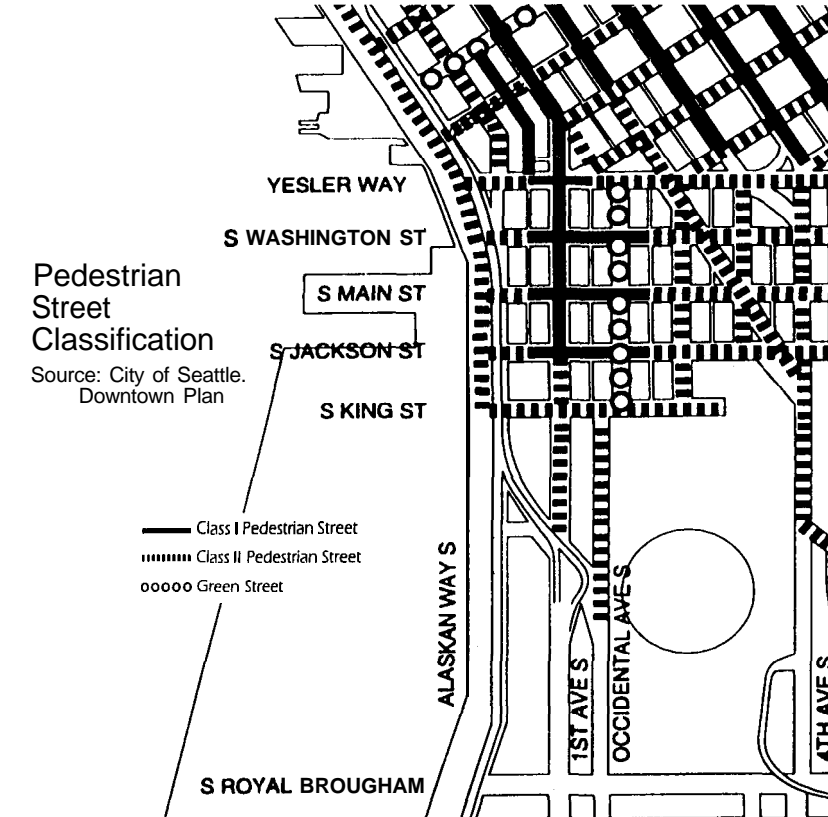 YESLER WAY
S WASHINGTON ST
Pedestrian
Street
Classification
Source: City of Seattle.
Downtown Plan
S MAIN ST
S JACKSON ST
S KING ST
Class I Pedestrian Street
Class II Pedestrian Street
Green Street
ALASKAN WAY S
1ST AVE S
OCCIDENTAL AVE S
4TH AVE S
S ROYAL BROUGHAM